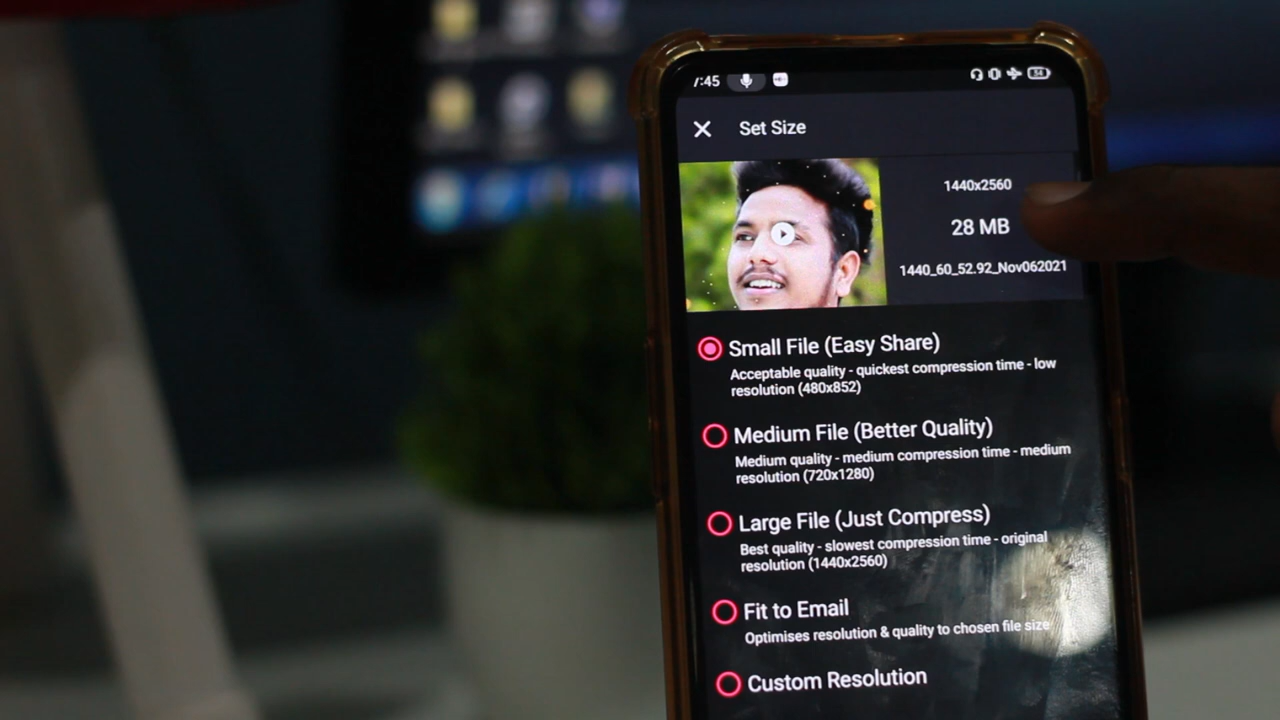 7:45
54
Set Size
1440x2560
28 MB
1440_60_52.92_Nov062021
Small File (Easy Share)
Acceptable quality - quickest compression time - low
resolution (480x852)
Medium File (Better Quality)
Medium quality - medium compression time - medium
resolution (720x1280)
Large File (Just Compress)
Best quality - slowest compression time - original
resolution (1440x2560)
Fit to Email
Optimises resolution & quality to chosen file size
Custom Resolution